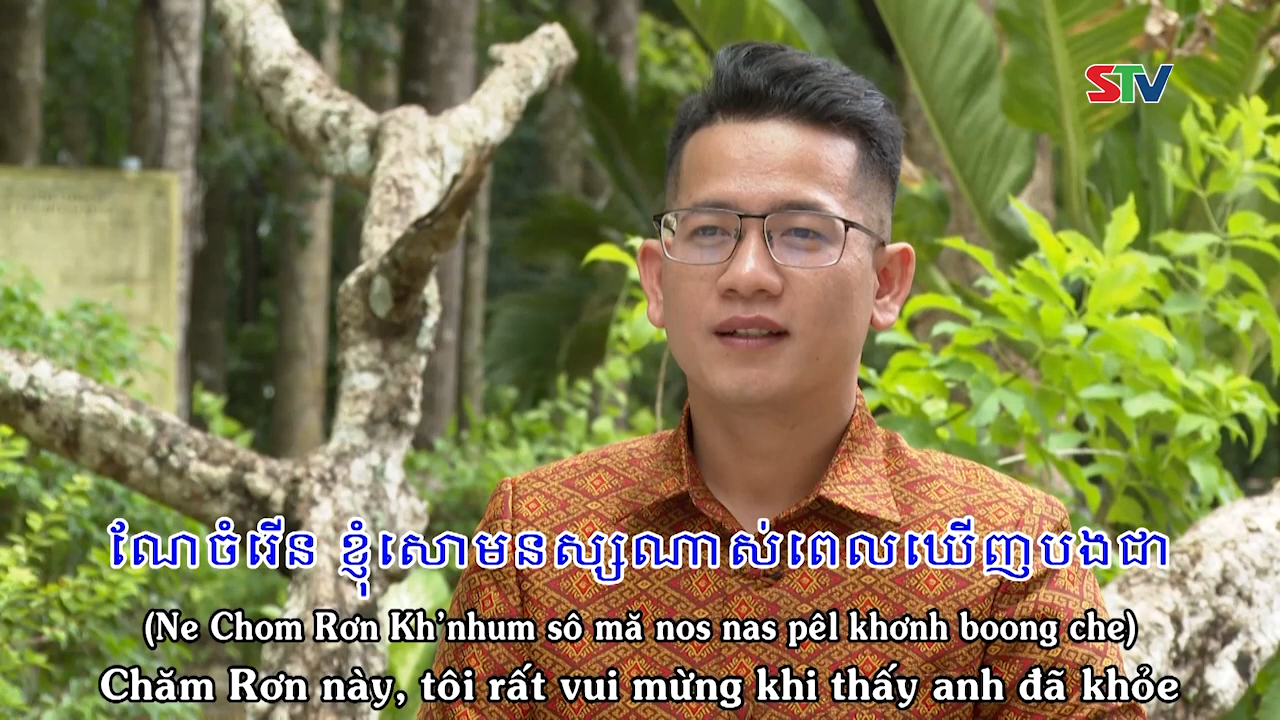 STV
ណែចំរើន ខ្ញុំសោមនស្សណាស់ពេលឃើញបងជា
(Ne Chom Rơn Kh'nhum sô mă nos nas pêl khơnh boong che)
Chăm Rơn này, tôi rất vui mừng khi thấy anh đã khỏe